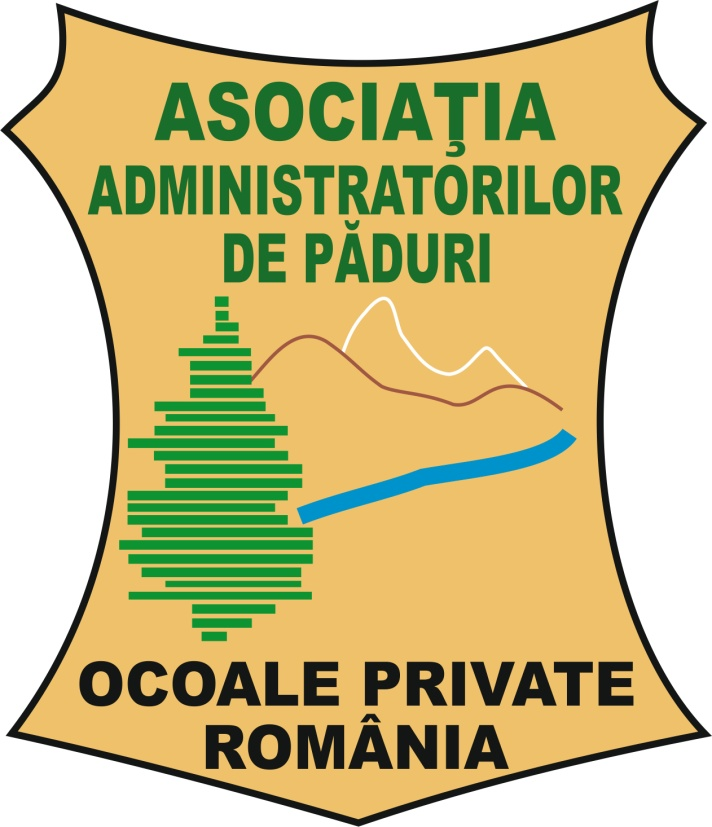 ASOCIAŢIA
ADMINISTRATORILOR
DE PĂDURI
OCOALE PRIVATE
ROMÂNIA